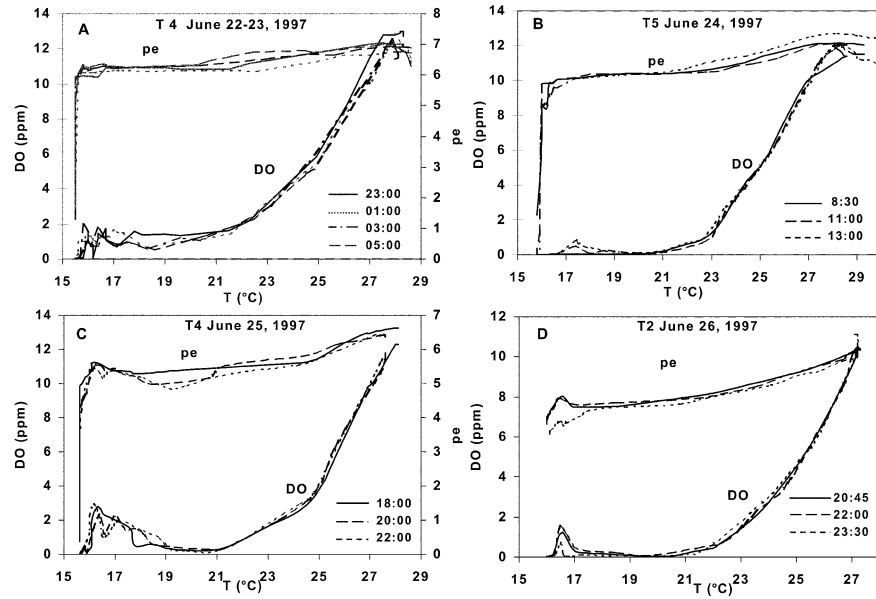 A
T 4 June 22-23, 1997
pe
DO
23:00
01:00
03:00
05:00
DO (ppm)
14
12
10
8
6
4
2
0
8
7
6
5
4
3
2
1
0
pe
15 17 19 21 23 25 27 29
T (°C)
B
T5 June 24, 1997
pe
DO
8:30
11:00
13:00
DO (ppm)
14
12
10
8
6
4
2
0
15 17 19 21 23 25 27 29
T (°C)
C
T4 June 25, 1997
pe
DO
18:00
20:00
22:00
DO (ppm)
14
12
10
8
6
4
2
0
7
6
5
4
3
2
1
0
pe
15 17 19 21 23 25 27 29
T (°C)
D
T2 June 26, 1997
pe
DO
20:45
22:00
23:30
DO (ppm)
12
10
8
6
4
2
0
15 17 19 21 23 25 27
T (°C)